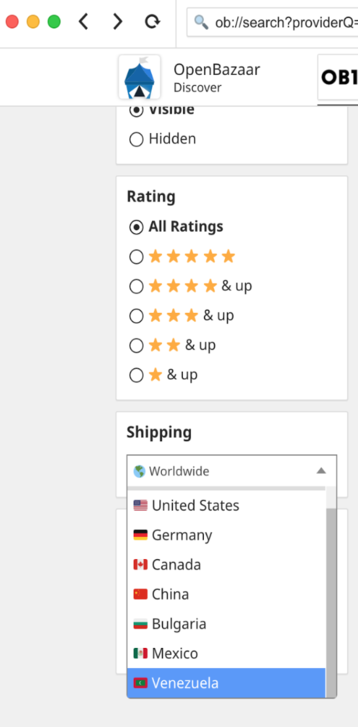 ob://search?providerQ=
OpenBazaar
Discover
OB1
Visible
Hidden
Rating
All Ratings
& up
& up
& up
& up
Shipping
Worldwide
United States
Germany
Canada
China
Bulgaria
Mexico
Venezuela